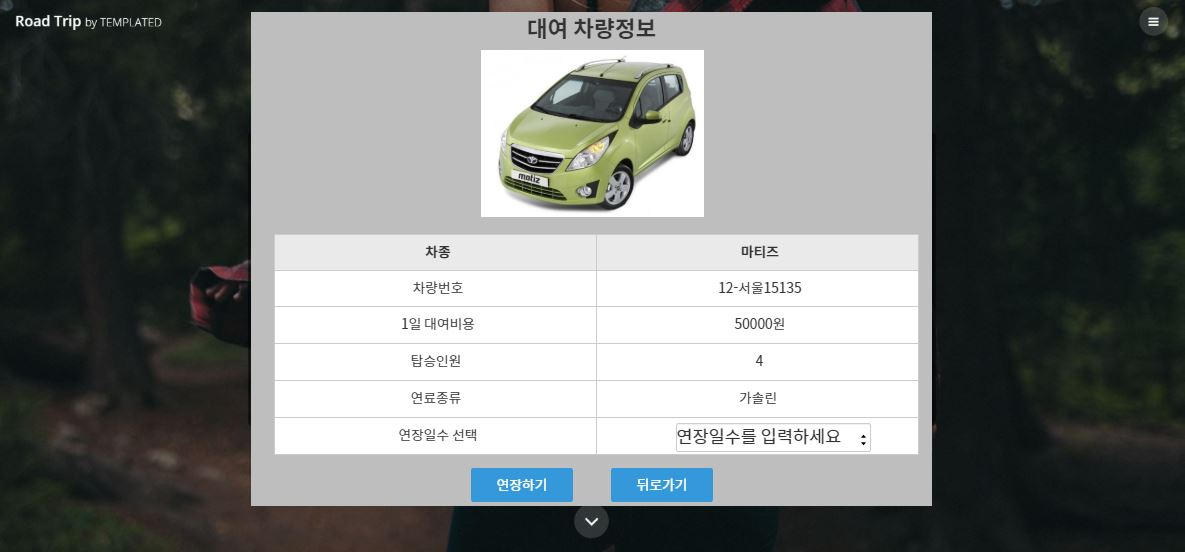 Road Trip by TEMPLATED
대여 차량정보
matiz
차종 마티즈
차량번호 12-서울15135
1일 대여비용 50000원
탑승인원 4
연료종류 가솔린
연장일수 선택 연장일수를 입력하세요
연장하기 뒤로가기